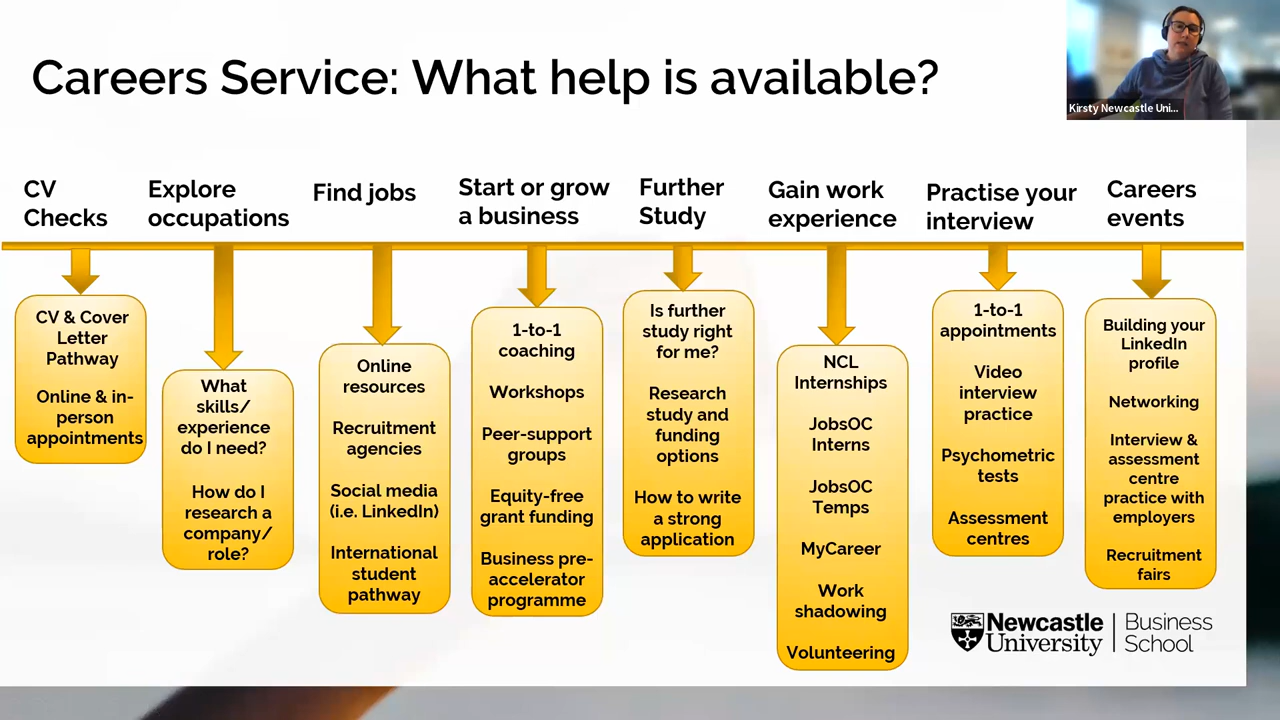 Careers Service: What help is available?
Kirsty Newcastle Uni...
CV
Checks
Explore
occupations
Find jobs
Start or grow
a business
Further
Study
Gain work
experience
Practise your
interview
Careers
events
CV & Cover
Letter
Pathway
Online & in-
person
appointments
What
skills/
experience
do I need?
How do I
research a
company/
role?
Online
resources
Recruitment
agencies
Social media
(i.e. LinkedIn)
International
student
pathway
1-to-1
coaching
Workshops
Peer-support
groups
Equity-free
grant funding
Business pre-
accelerator
programme
Is further
study right
for me?
Research
study and
funding
options
How to write
a strong
application
NCL
Internships
JobsOC
Interns
JobsOC
Temps
MyCareer
Work
shadowing
Volunteering
1-to-1
appointments
Video
interview
practice
Psychometric
tests
Assessment
centres
Building your
LinkedIn
profile
Networking
Interview &
assessment
centre
practice with
employers
Recruitment
fairs
Newcastle
University
Business
School